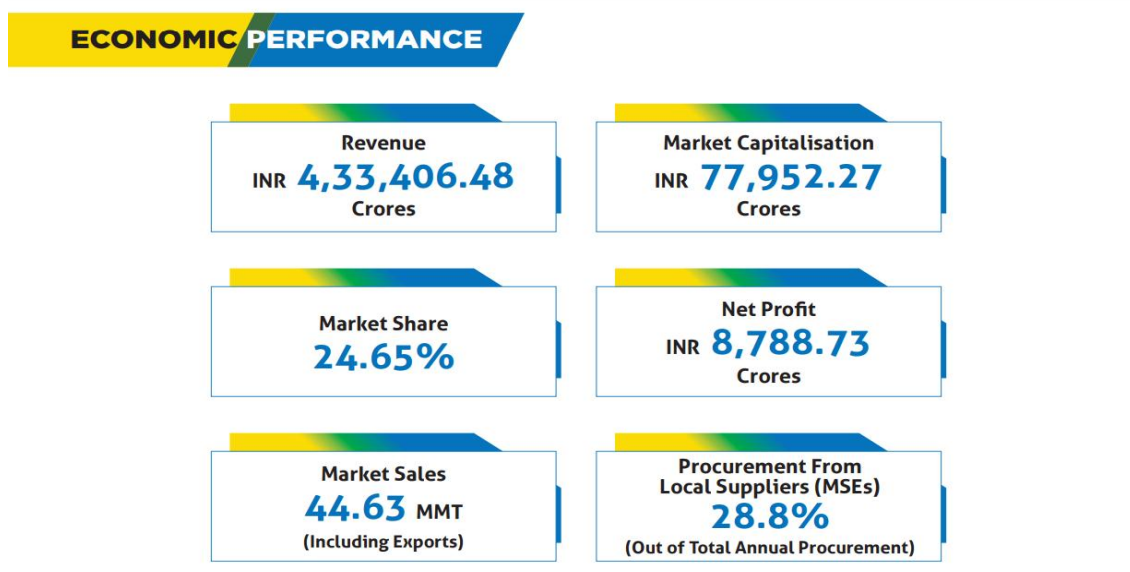 ECONOMIC PERFORMANCE
Revenue
INR 4,33,406.48
Crores
Market Capitalisation
INR 77,952.27
Crores
Market Share
24.65%
Net Profit
INR 8,788.73
Crores
Market Sales
44.63 MMT
(Including Exports)
Procurement From
Local Suppliers (MSEs)
28.8%
(Out of Total Annual Procurement)